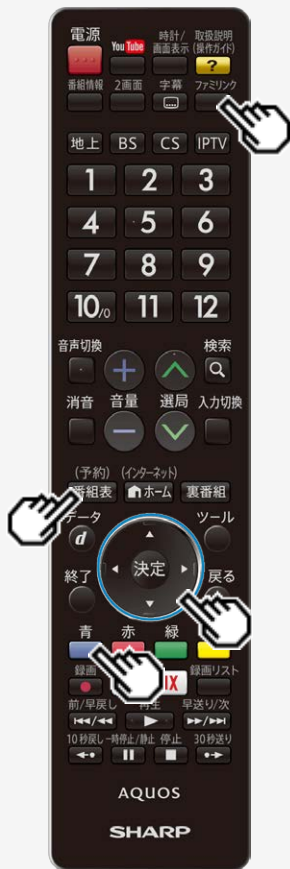 電源
You Tube
時計/画面表示
取扱説明(操作ガイド)
?
番組情報 2画面 字幕 ファミリンク
地上 BS CS IPTV
1 2 3
4 5 6
7 8 9
10/0 11 12
音声切換 検索
消音 音量 選局 入力切換
(予約) (インターネット)
番組表 ホーム 裏番組
データ ツール
d 決定
終了 戻る
青 赤 緑
録画 録画リスト
IX
前/早戻し 再生 早送り/次
10秒戻し 一時停止/静止 停止 30秒送り
AQUOS
SHARP